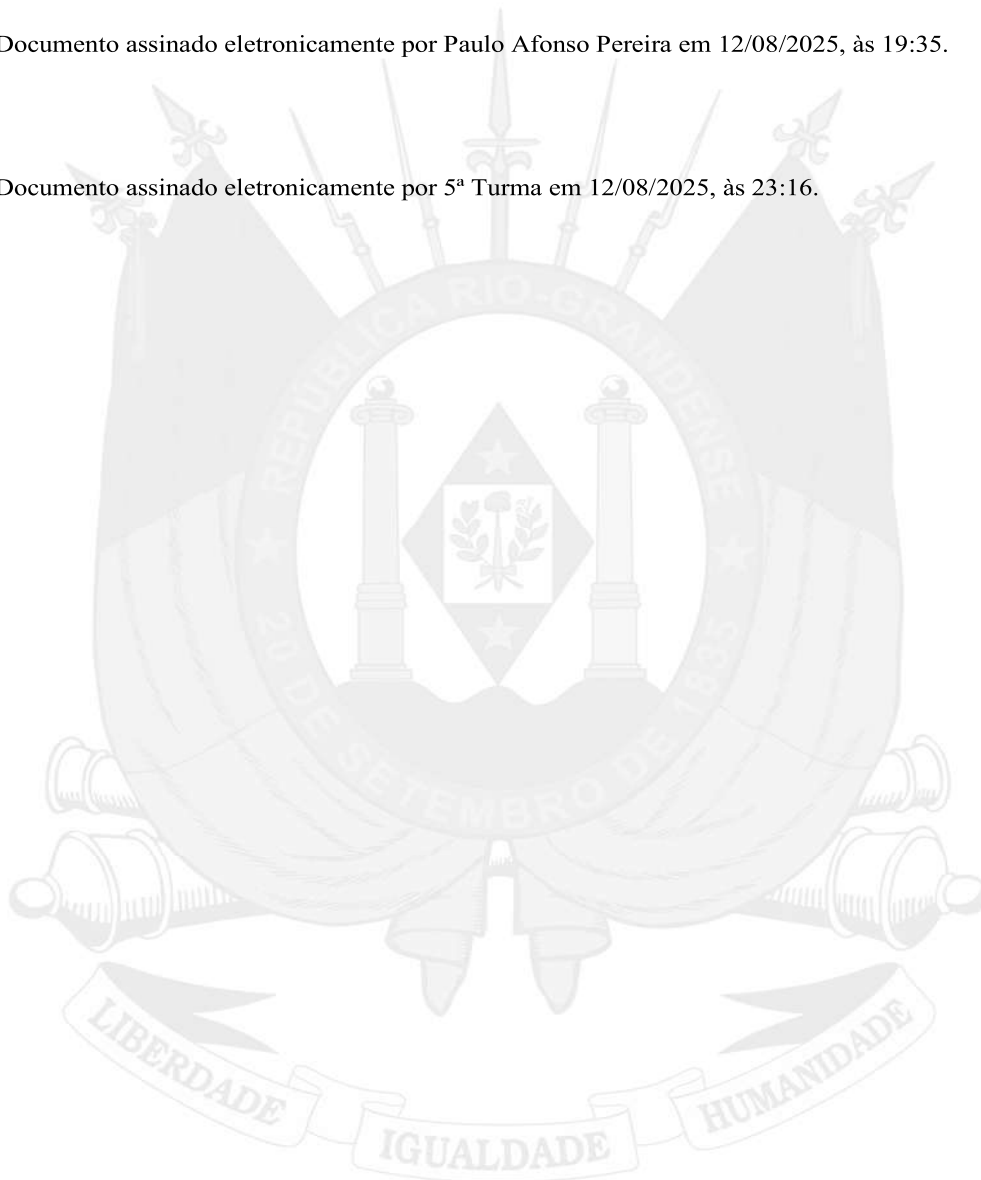 Documento assinado eletronicamente por Paulo Afonso Pereira em 12/08/2025, às 19:35.
Documento assinado eletronicamente por 5ª Turma em 12/08/2025, às 23:16.
REPÚBLICA RIO-GRANDENSE
★ 20 DE SETEMBRO DE 1835 ★
LIBERDADE
IGUALDADE
HUMANIDADE